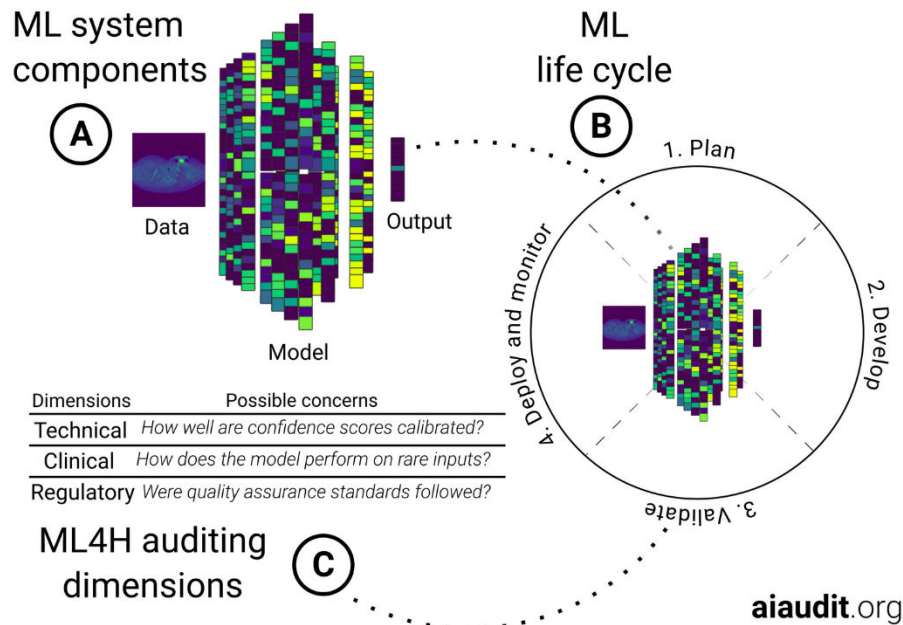 ML system
components
A
Data
Model
Output
ML
life cycle
B
1. Plan
2. Develop
3. Validate
4. Deploy and monitor
Dimensions Possible concerns
Technical How well are confidence scores calibrated?
Clinical How does the model perform on rare inputs?
Regulatory Were quality assurance standards followed?
ML4H auditing
dimensions
C
aiaudit.org